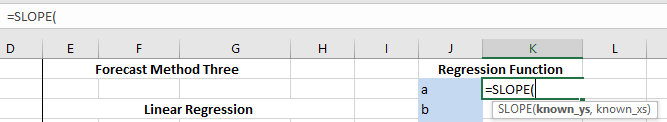 =SLOPE(
D E F G H I J K L
Forecast Method Three Regression Function
a =SLOPE(
Linear Regression b SLOPE(known_ys, known_xs)